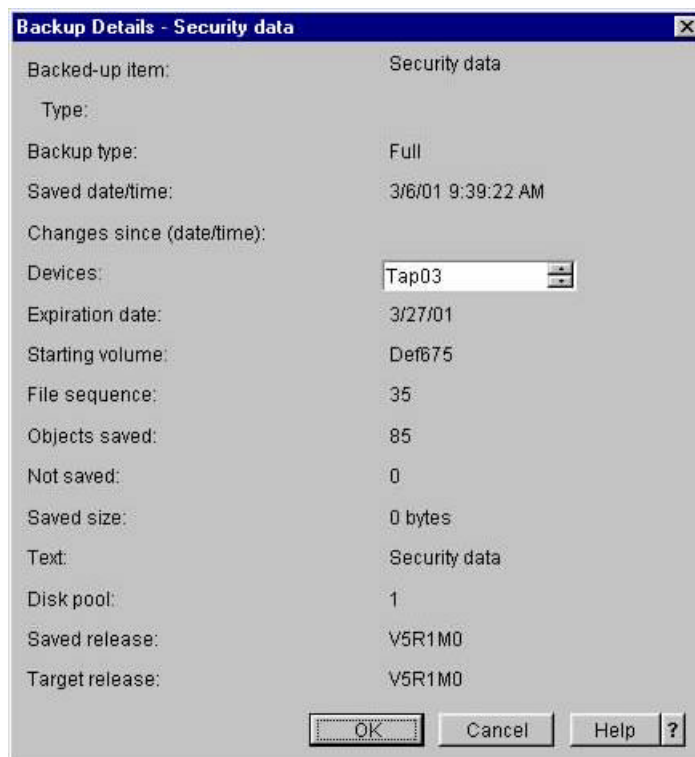 Backup Details - Security data
Backed-up item: Security data
Type:
Backup type: Full
Saved date/time: 3/6/01 9:39:22 AM
Changes since (date/time):
Devices: Tap03
Expiration date: 3/27/01
Starting volume: Def675
File sequence: 35
Objects saved: 85
Not saved: 0
Saved size: 0 bytes
Text: Security data
Disk pool: 1
Saved release: V5R1M0
Target release: V5R1M0
OK Cancel Help ?